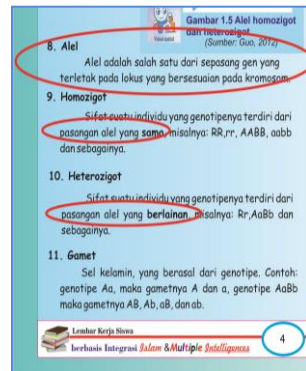 Gambar 1.5 Alel homozigot
dan heterozigot
(Sumber: Guo, 2012)
8. Alel
Alel adalah salah satu dari sepasang gen yang
terletak pada lokus yang bersesuaian pada kromosom.
9. Homozigot
Sifat suatu individu yang genotipenya terdiri dari
pasangan alel yang sama, misalnya: RR,rr, AABB, aabb
dan sebagainya.
10. Heterozigot
Sifat suatu individu yang genotipenya terdiri dari
pasangan alel yang berlainan, misalnya: Rr,AaBb dan
sebagainya.
11. Gamet
Sel kelamin, yang berasal dari genotipe. Contoh:
genotipe Aa, maka gametnya A dan a, genotipe AaBb
maka gametnya AB, Ab, aB, dan ab.
Lembar Kerja Siswa
berbasis Integrasi Islam & Multiple Intelligences
4